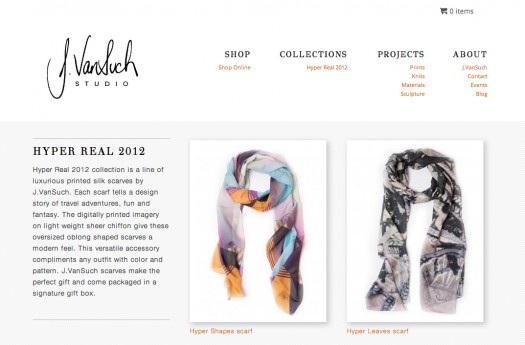 0 items
J.VanSuch
STUDIO
SHOP
Shop Online
COLLECTIONS
Hyper Real 2012
PROJECTS
Prints
Knits
Materials
Sculpture
ABOUT
J.VanSuch
Contact
Events
Blog
HYPER REAL 2012
Hyper Real 2012 collection is a line of
luxurious printed silk scarves by
J.VanSuch. Each scarf tells a design
story of travel adventures, fun and
fantasy. The digitally printed imagery
on light weight sheer chiffon give these
oversized oblong shaped scarves a
modern feel. This versatile accessory
compliments any outfit with color and
pattern. J.VanSuch scarves make the
perfect gift and come packaged in a
signature gift box.
Hyper Shapes scarf
Hyper Leaves scarf